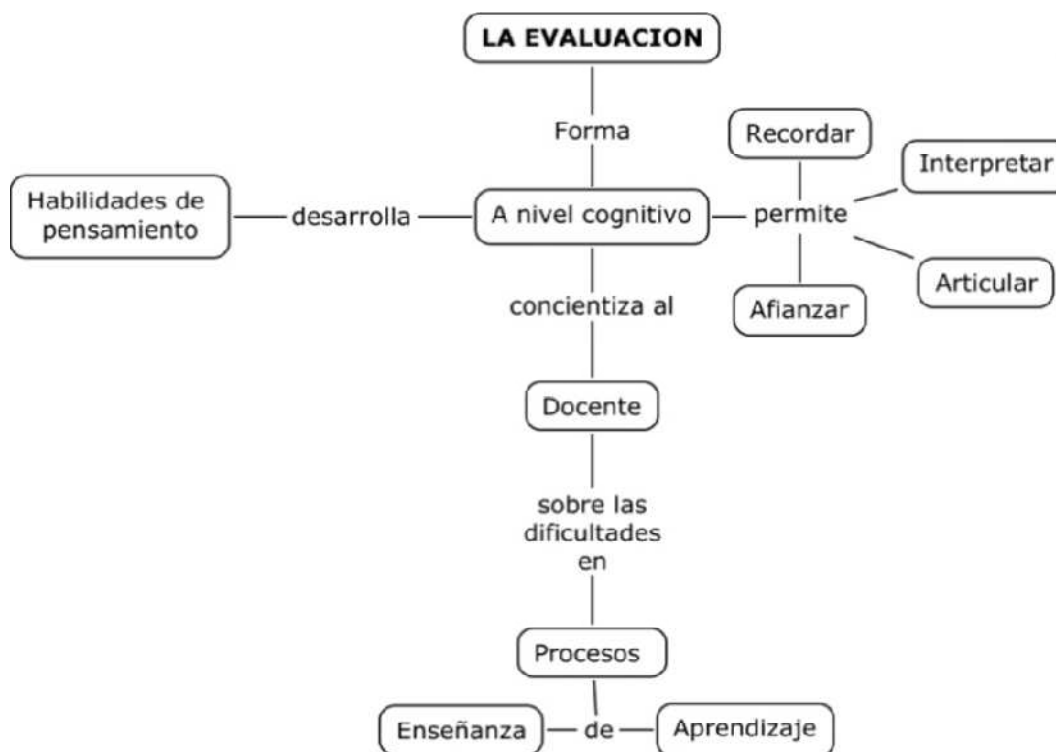 LA EVALUACION
Forma
Recordar
Interpretar
Habilidades de
pensamiento
desarrolla
A nivel cognitivo
permite
Articular
Afianzar
concientiza al
Docente
sobre las
dificultades
en
Procesos
Enseñanza
de
Aprendizaje